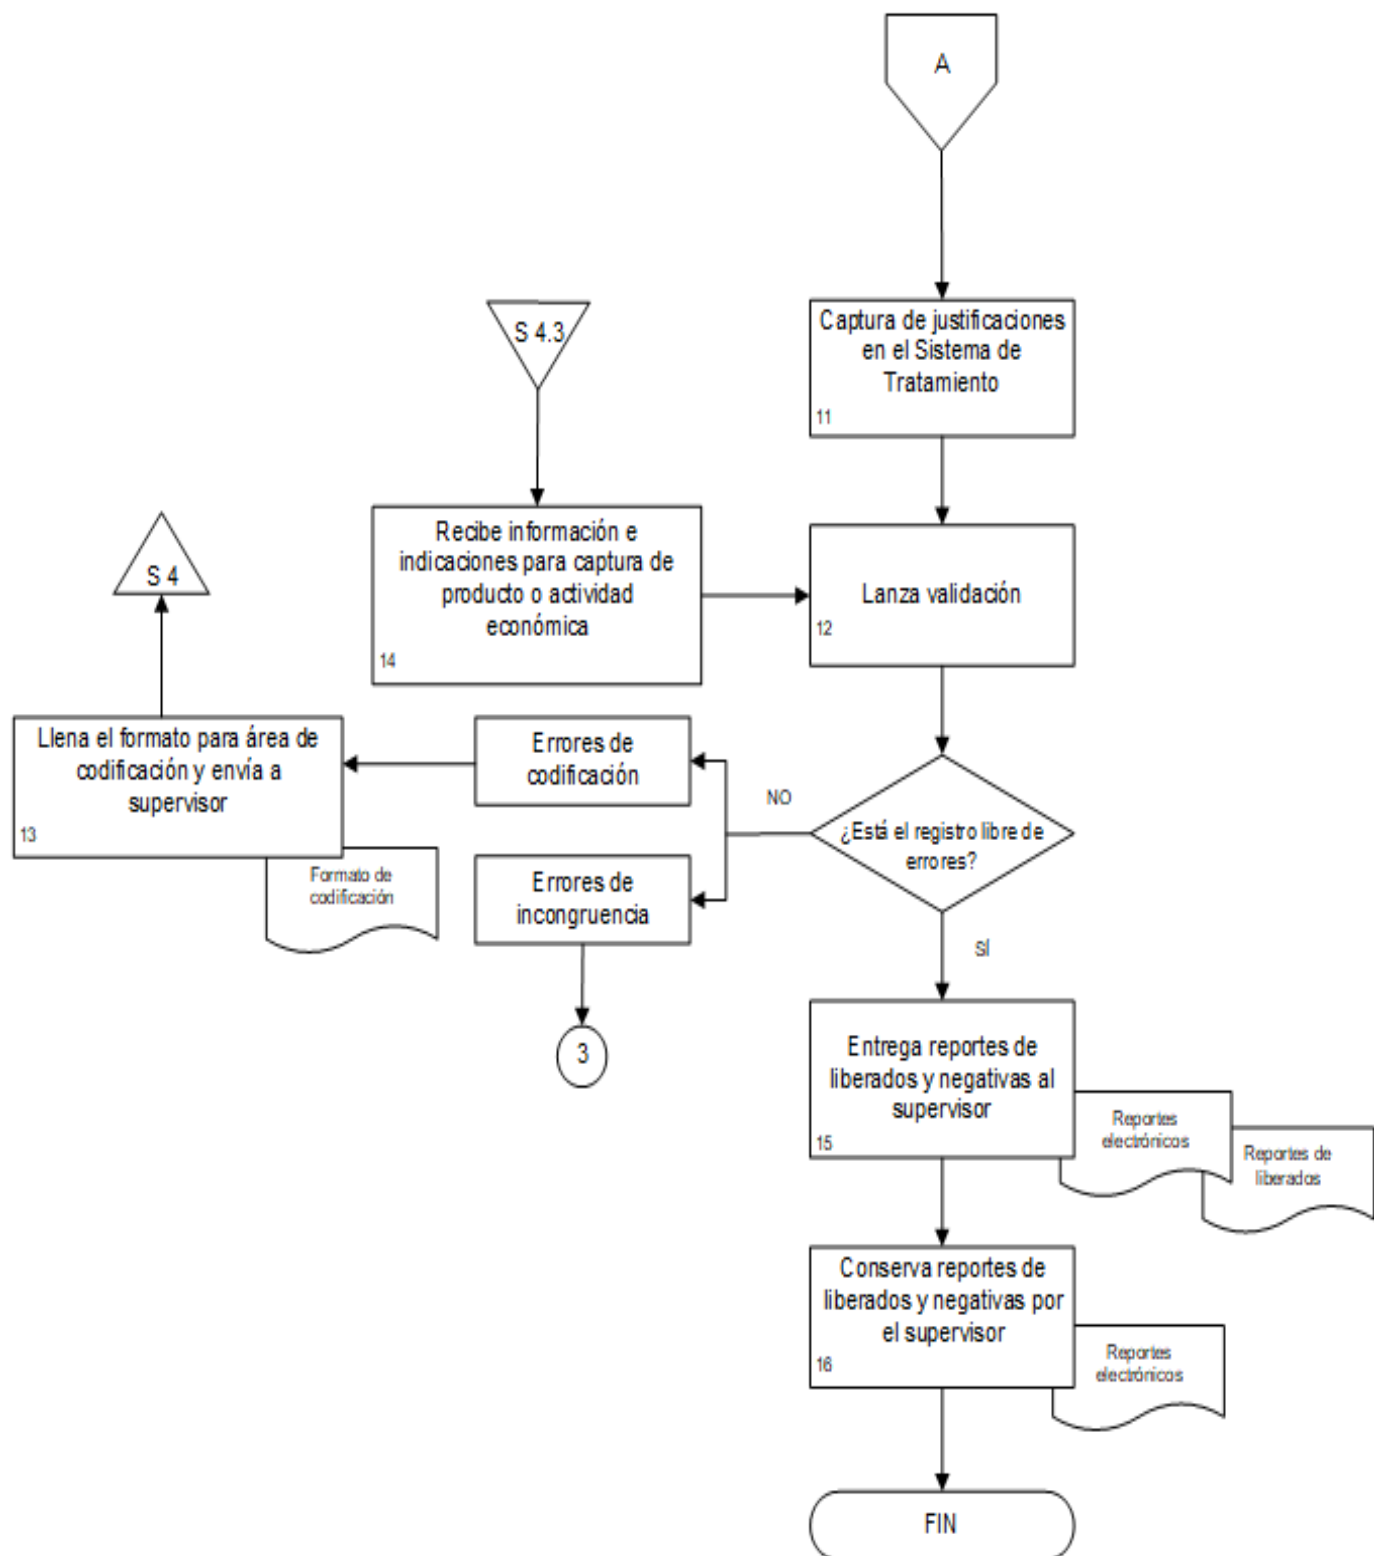 A
Captura de justificaciones
en el Sistema de
Tratamiento
11
S 4.3
Recibe información e
indicaciones para captura de
producto o actividad
económica
14
Lanza validación
12
S 4
Llena el formato para área de
codificación y envía a
supervisor
13
Formato de
codificación
Errores de
codificación
NO
¿Está el registro libre de
errores?
Errores de
incongruencia
3
SÍ
Entrega reportes de
liberados y negativas al
supervisor
15
Reportes
electrónicos
Reportes de
liberados
Conserva reportes de
liberados y negativas por
el supervisor
16
Reportes
electrónicos
FIN